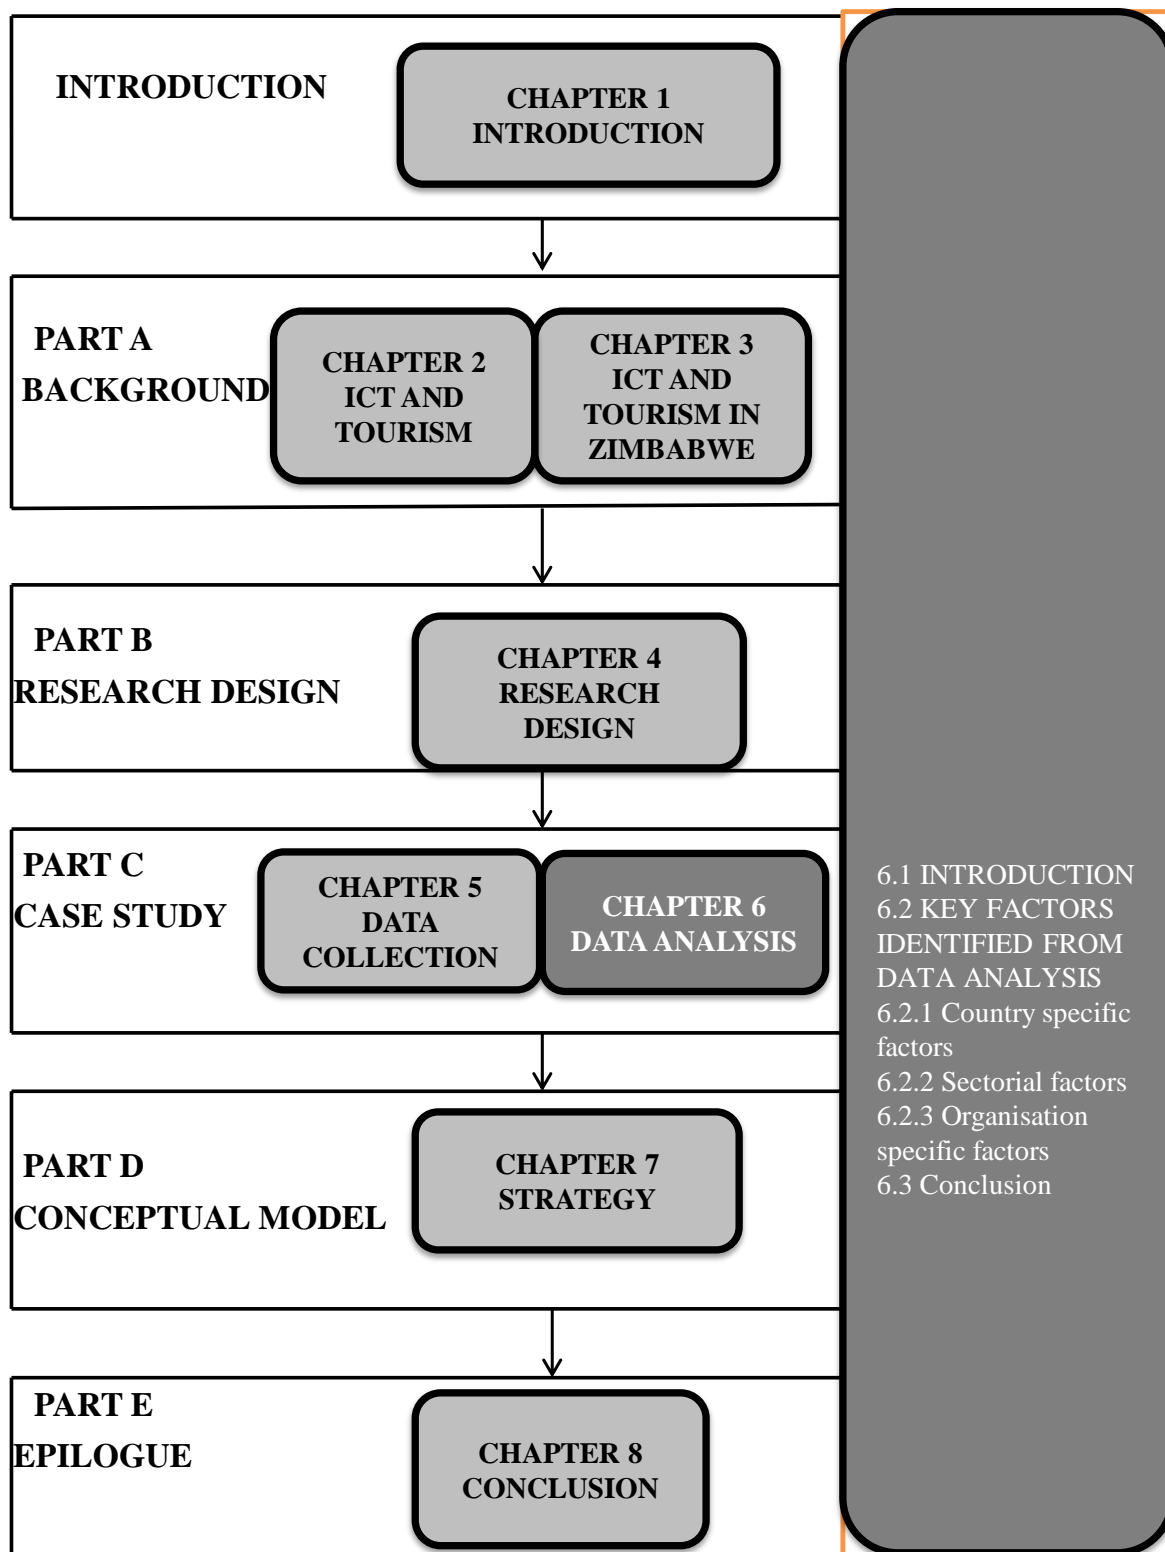 INTRODUCTION
CHAPTER 1
INTRODUCTION
PART A
BACKGROUND
CHAPTER 2
ICT AND
TOURISM
CHAPTER 3
ICT AND
TOURISM IN
ZIMBABWE
PART B
RESEARCH DESIGN
CHAPTER 4
RESEARCH
DESIGN
PART C
CASE STUDY
CHAPTER 5
DATA
COLLECTION
CHAPTER 6
DATA ANALYSIS
PART D
CONCEPTUAL MODEL
CHAPTER 7
STRATEGY
PART E
EPILOGUE
CHAPTER 8
CONCLUSION
6.1 INTRODUCTION
6.2 KEY FACTORS
IDENTIFIED FROM
DATA ANALYSIS
6.2.1 Country specific
factors
6.2.2 Sectorial factors
6.2.3 Organisation
specific factors
6.3 Conclusion